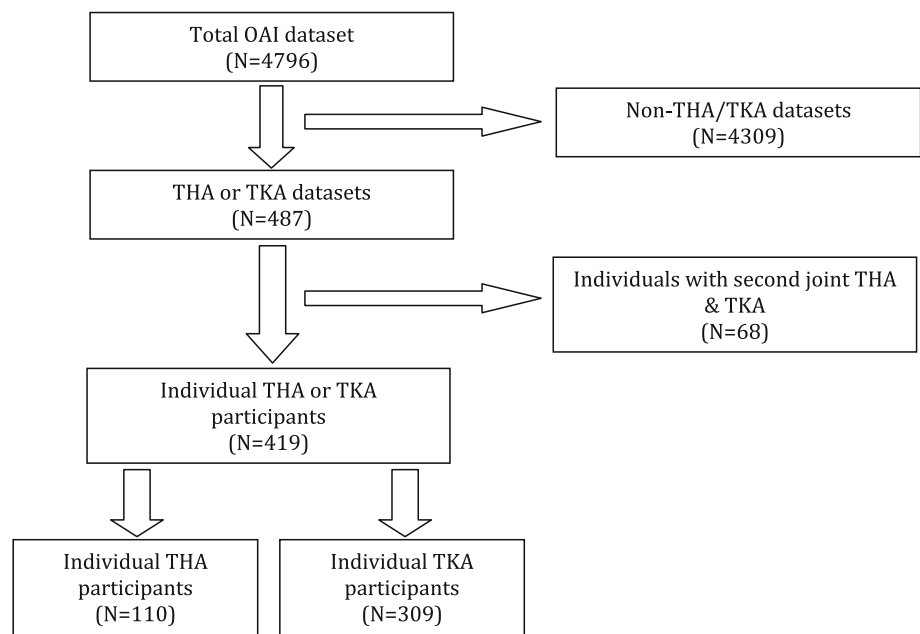 Total OAI dataset
(N=4796)
Non-THA/TKA datasets
(N=4309)
THA or TKA datasets
(N=487)
Individuals with second joint THA
& TKA
(N=68)
Individual THA or TKA
participants
(N=419)
Individual THA
participants
(N=110)
Individual TKA
participants
(N=309)